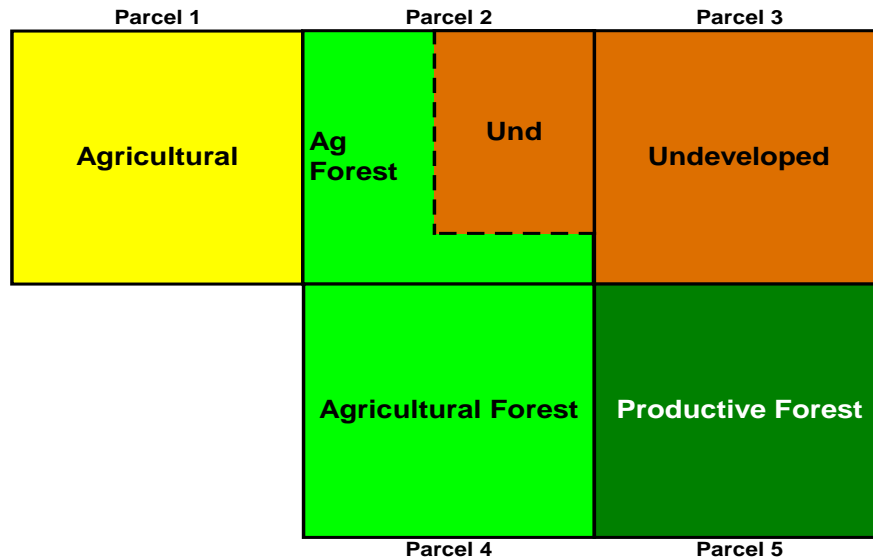 Parcel 1
Parcel 2
Parcel 3
Agricultural
Ag
Forest
Und
Undeveloped
Agricultural Forest
Productive Forest
Parcel 4
Parcel 5